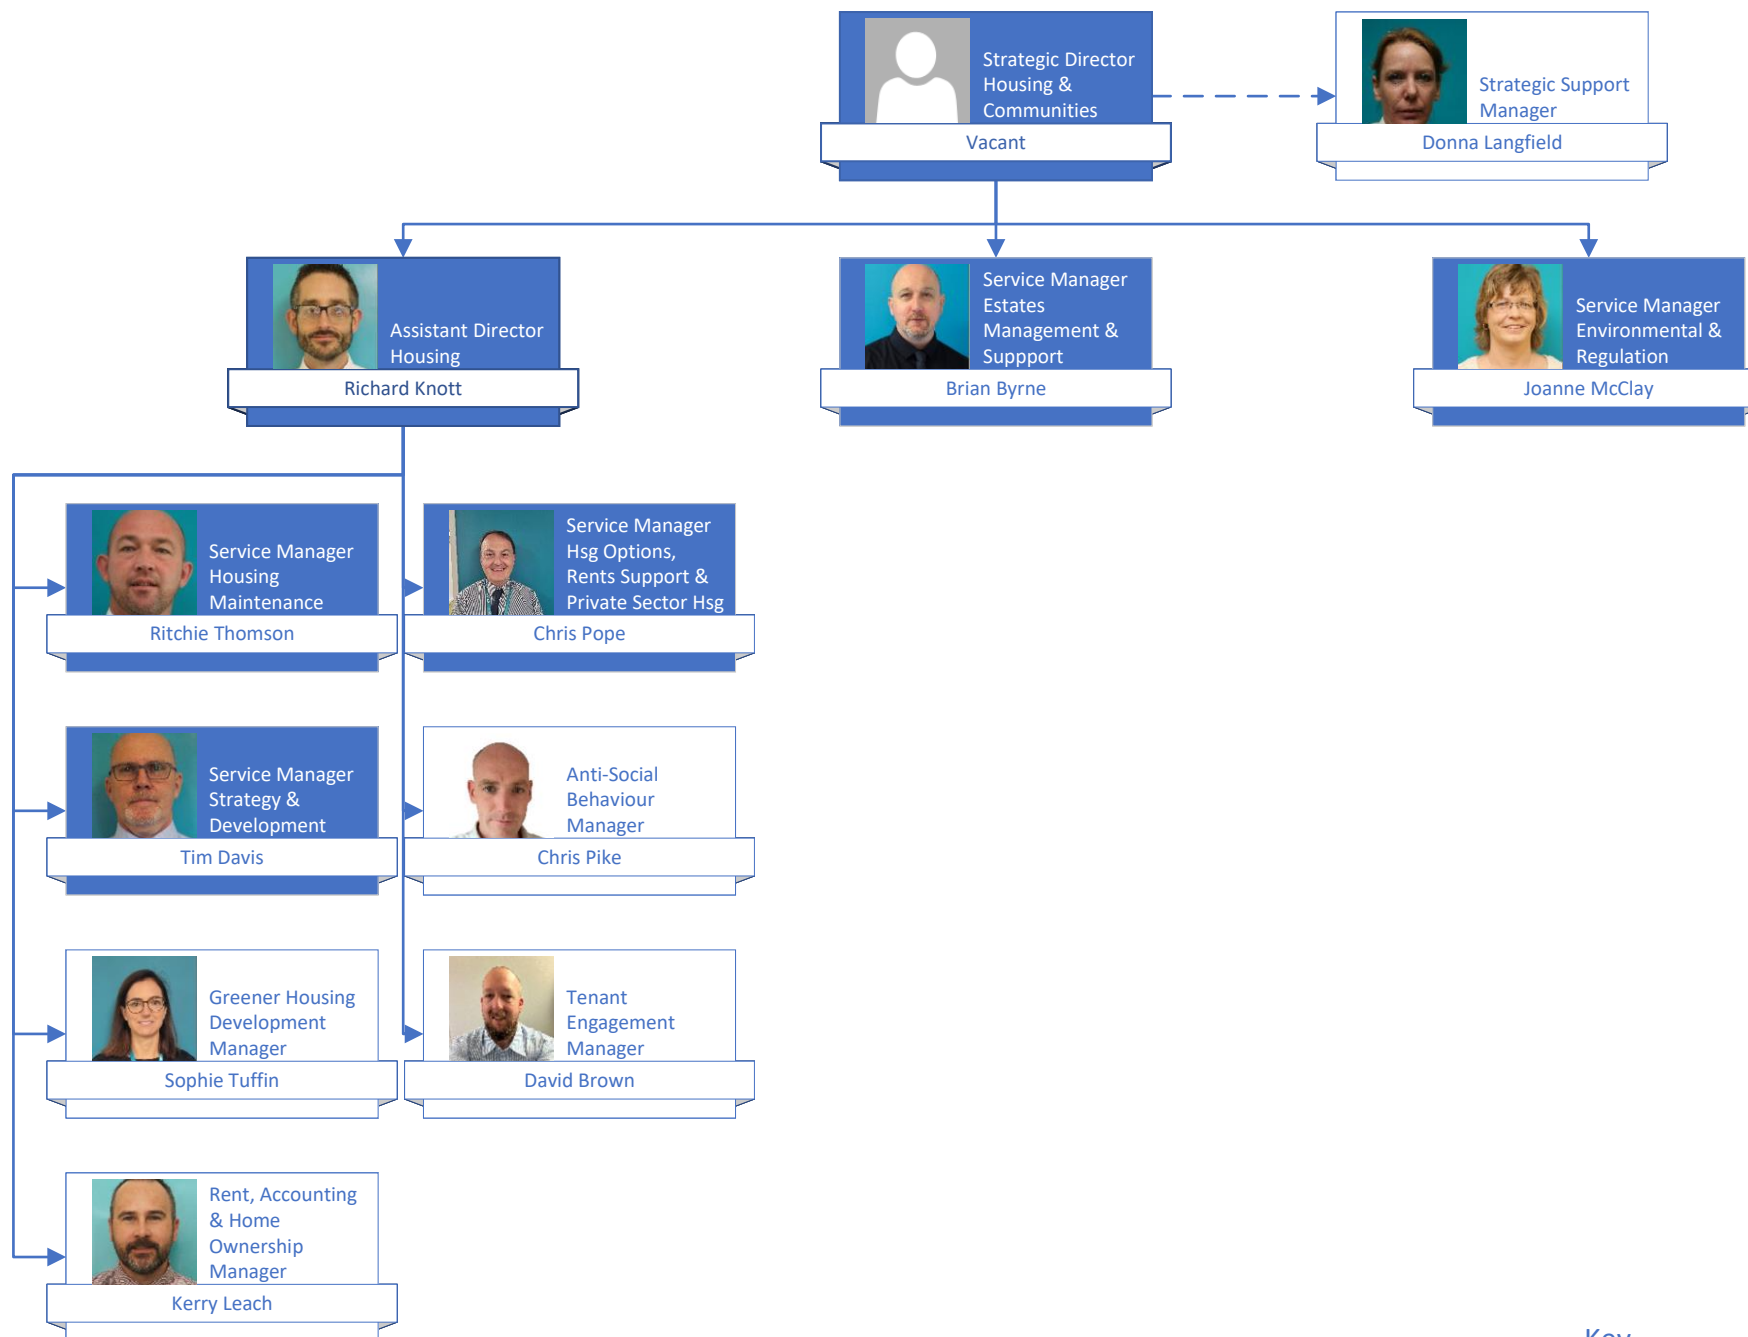 Strategic Director
Housing &
Communities
Vacant
Strategic Support
Manager
Donna Langfield
Assistant Director
Housing
Richard Knott
Service Manager
Estates
Management &
Suppport
Brian Byrne
Service Manager
Environmental &
Regulation
Joanne McClay
Service Manager
Housing
Maintenance
Ritchie Thomson
Service Manager
Hsg Options,
Rents Support &
Private Sector Hsg
Chris Pope
Service Manager
Strategy &
Development
Tim Davis
Anti-Social
Behaviour
Manager
Chris Pike
Greener Housing
Development
Manager
Sophie Tuffin
Tenant
Engagement
Manager
David Brown
Rent, Accounting
& Home
Ownership
Manager
Kerry Leach
Key